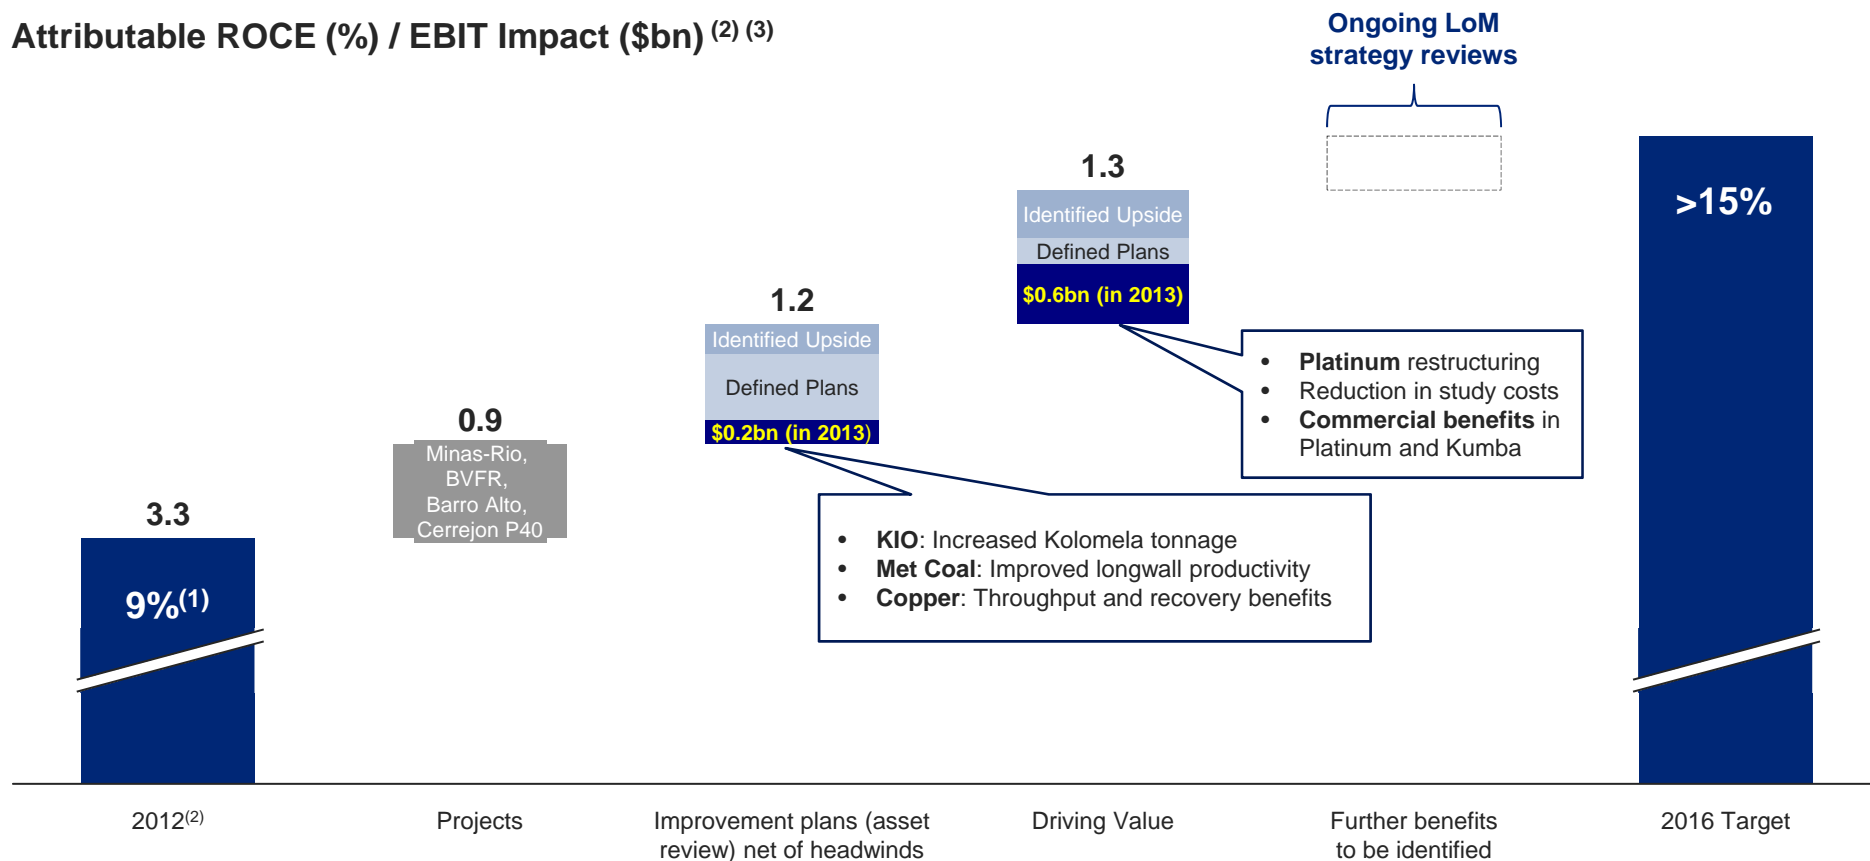 Attributable ROCE (%) / EBIT Impact ($bn) (2) (3)
Ongoing LoM
strategy reviews
3.3
9%(1)
0.9
Minas-Rio,
BVFR,
Barro Alto,
Cerrejon P40
1.2
Identified Upside
Defined Plans
$0.2bn (in 2013)
1.3
Identified Upside
Defined Plans
$0.6bn (in 2013)
>15%
• Platinum restructuring
• Reduction in study costs
• Commercial benefits in
Platinum and Kumba
• KIO: Increased Kolomela tonnage
• Met Coal: Improved longwall productivity
• Copper: Throughput and recovery benefits
2012(2)
Projects
Improvement plans (asset
review) net of headwinds
Driving Value
Further benefits
to be identified
2016 Target